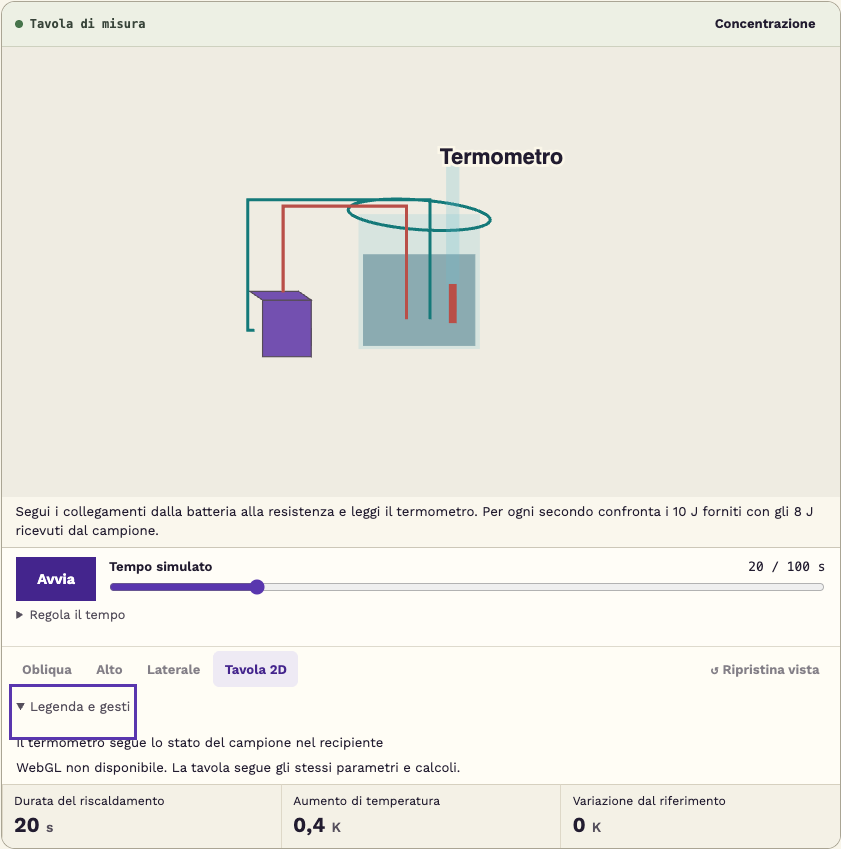 Tavola di misura
Concentrazione
Termometro
Segui i collegamenti dalla batteria alla resistenza e leggi il termometro. Per ogni secondo confronta i 10 J forniti con gli 8 J
ricevuti dal campione.
Avvia
Tempo simulato
20 / 100 s
Regola il tempo
Obliqua
Alto
Laterale
Tavola 2D
↺ Ripristina vista
Legenda e gesti
Il termometro segue lo stato del campione nel recipiente
WebGL non disponibile. La tavola segue gli stessi parametri e calcoli.
Durata del riscaldamento
20 s
Aumento di temperatura
0,4 K
Variazione dal riferimento
0 K